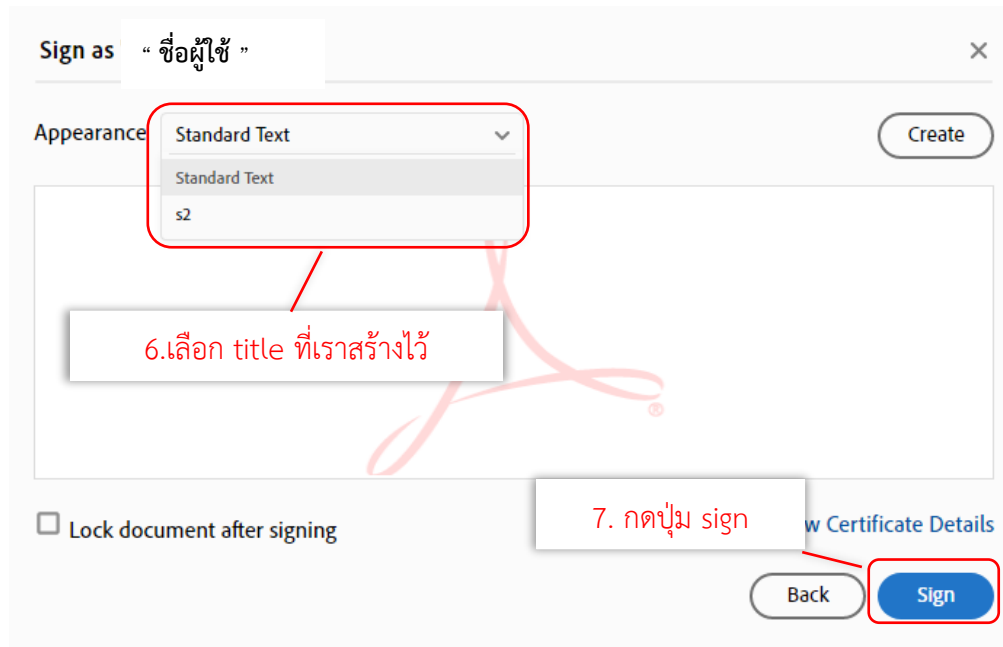 Sign as “ ชื่อผู้ใช้ ”
Appearance Standard Text
Create
Standard Text
s2
6.เลือก title ที่เราสร้างไว้
®
7. กดปุ่ม sign
Lock document after signing
w Certificate Details
Back
Sign